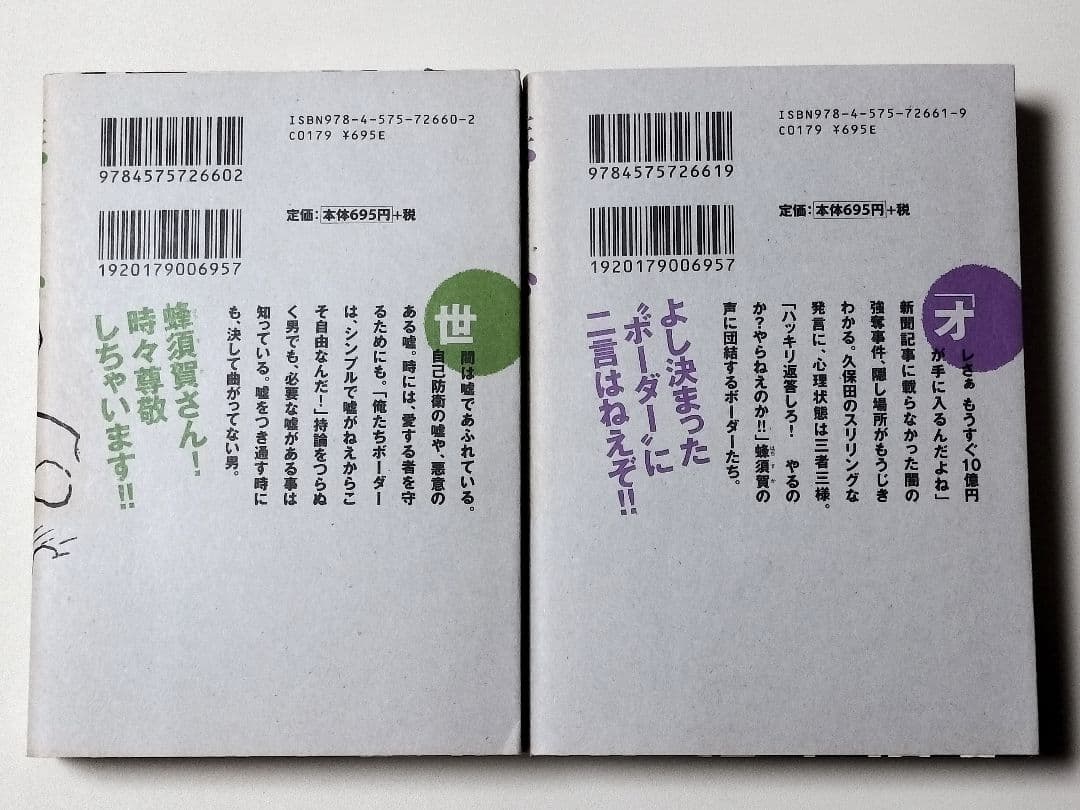 ISBN978-4-575-72660-2
C0179 ¥695E
9784575726602
定価:本体695円+税
1920179006957
世間は嘘であふれている。
自己防衛の嘘や、悪意の
ある嘘。時には、愛する者を守
るためにも。「俺たちボーダー
は、シンプルで嘘がねえからこ
そ自由なんだ!」持論をつらぬ
く男でも、必要な嘘がある事は
知っている。嘘をつき通す時に
も、決して曲がってない男。
蜂須賀さん!
時々尊敬
しちゃいます!!
ISBN978-4-575-72661-9
C0179 ¥695E
9784575726619
定価:本体695円+税
1920179006957
「オレさぁ もうすぐ10億円
が手に入るんだよね」
新聞記事に載らなかった闇の
強奪事件、隠し場所がもうじき
わかる。久保田のスリリングな
発言に、心理状態は三者三様。
「ハッキリ返答しろ! やるの
か?やらねえのか!!」蜂須賀の
はちすか
声に団結するボーダーたち。
よし決まった
〝ボーダー〟に
二言はねえぞ!!